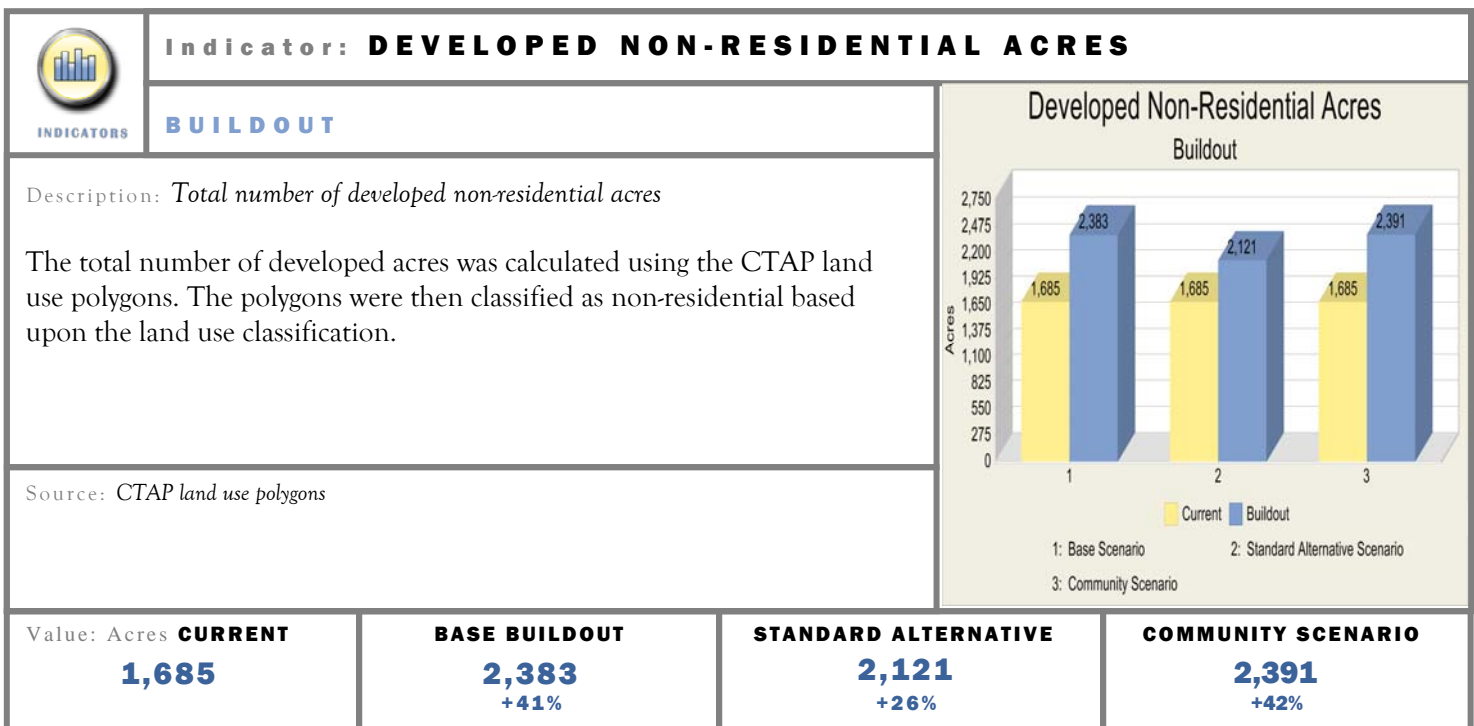 INDICATORS
Indicator: DEVELOPED NON-RESIDENTIAL ACRES
BUILDOUT
Description: Total number of developed non-residential acres
The total number of developed acres was calculated using the CTAP land
use polygons. The polygons were then classified as non-residential based
upon the land use classification.
Source: CTAP land use polygons
Developed Non-Residential Acres
Buildout
Acres
2,750
2,475
2,200
1,925
1,650
1,375
1,100
825
550
275
0
1,685
2,383
1,685
2,121
1,685
2,391
1 2 3
Current Buildout
1: Base Scenario 2: Standard Alternative Scenario
3: Community Scenario
Value: Acres CURRENT
1,685
BASE BUILDOUT
2,383
+41%
STANDARD ALTERNATIVE
2,121
+26%
COMMUNITY SCENARIO
2,391
+42%